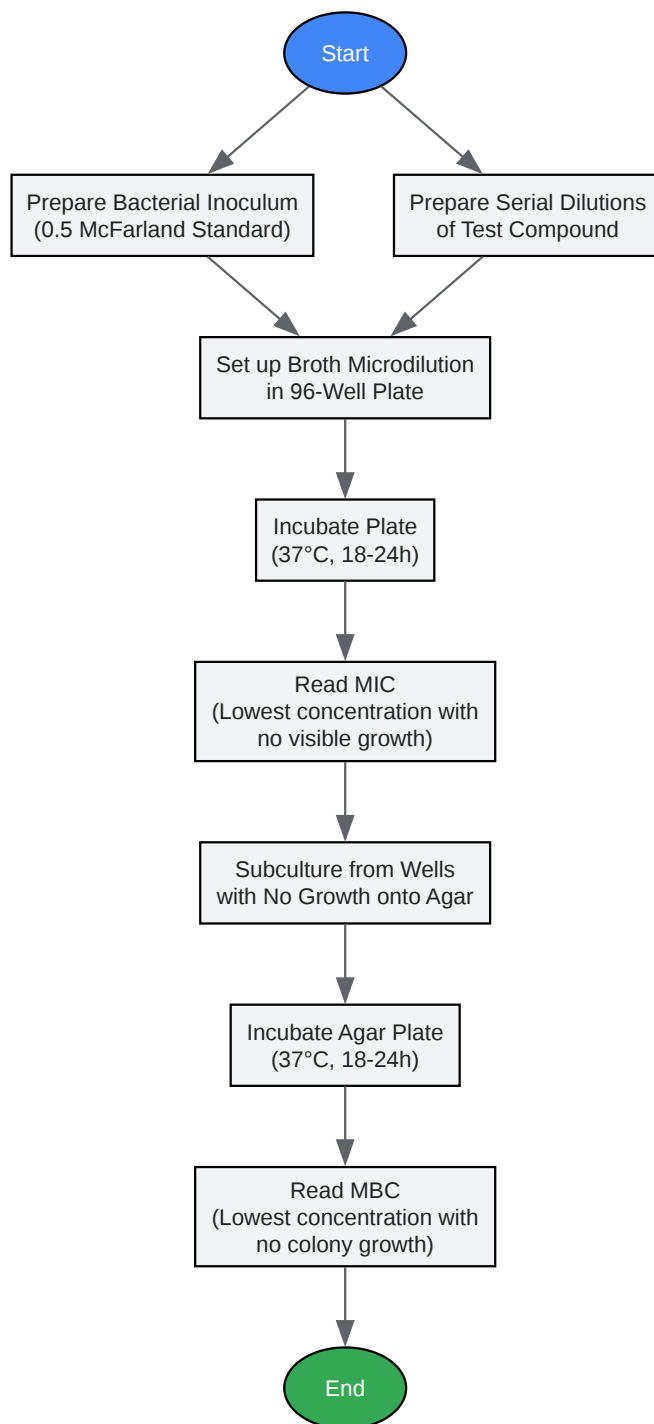 Start
Prepare Bacterial Inoculum
(0.5 McFarland Standard)
Prepare Serial Dilutions
of Test Compound
Set up Broth Microdilution
in 96-Well Plate
Incubate Plate
(37°C, 18-24h)
Read MIC
(Lowest concentration with
no visible growth)
Subculture from Wells
with No Growth onto Agar
Incubate Agar Plate
(37°C, 18-24h)
Read MBC
(Lowest concentration with
no colony growth)
End